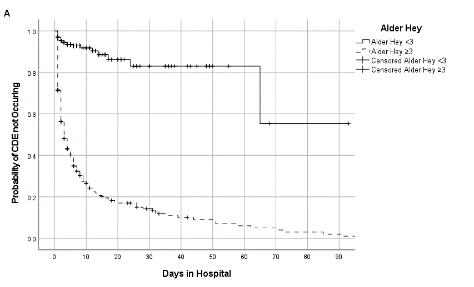 A
Alder Hey
Alder Hey <3
Alder Hey ≥3
Censored Alder Hey <3
Censored Alder Hey ≥3
Probability of CDE not Occuring
1.0
0.8
0.6
0.4
0.2
0.0
0 10 20 30 40 50 60 70 80 90
Days in Hospital